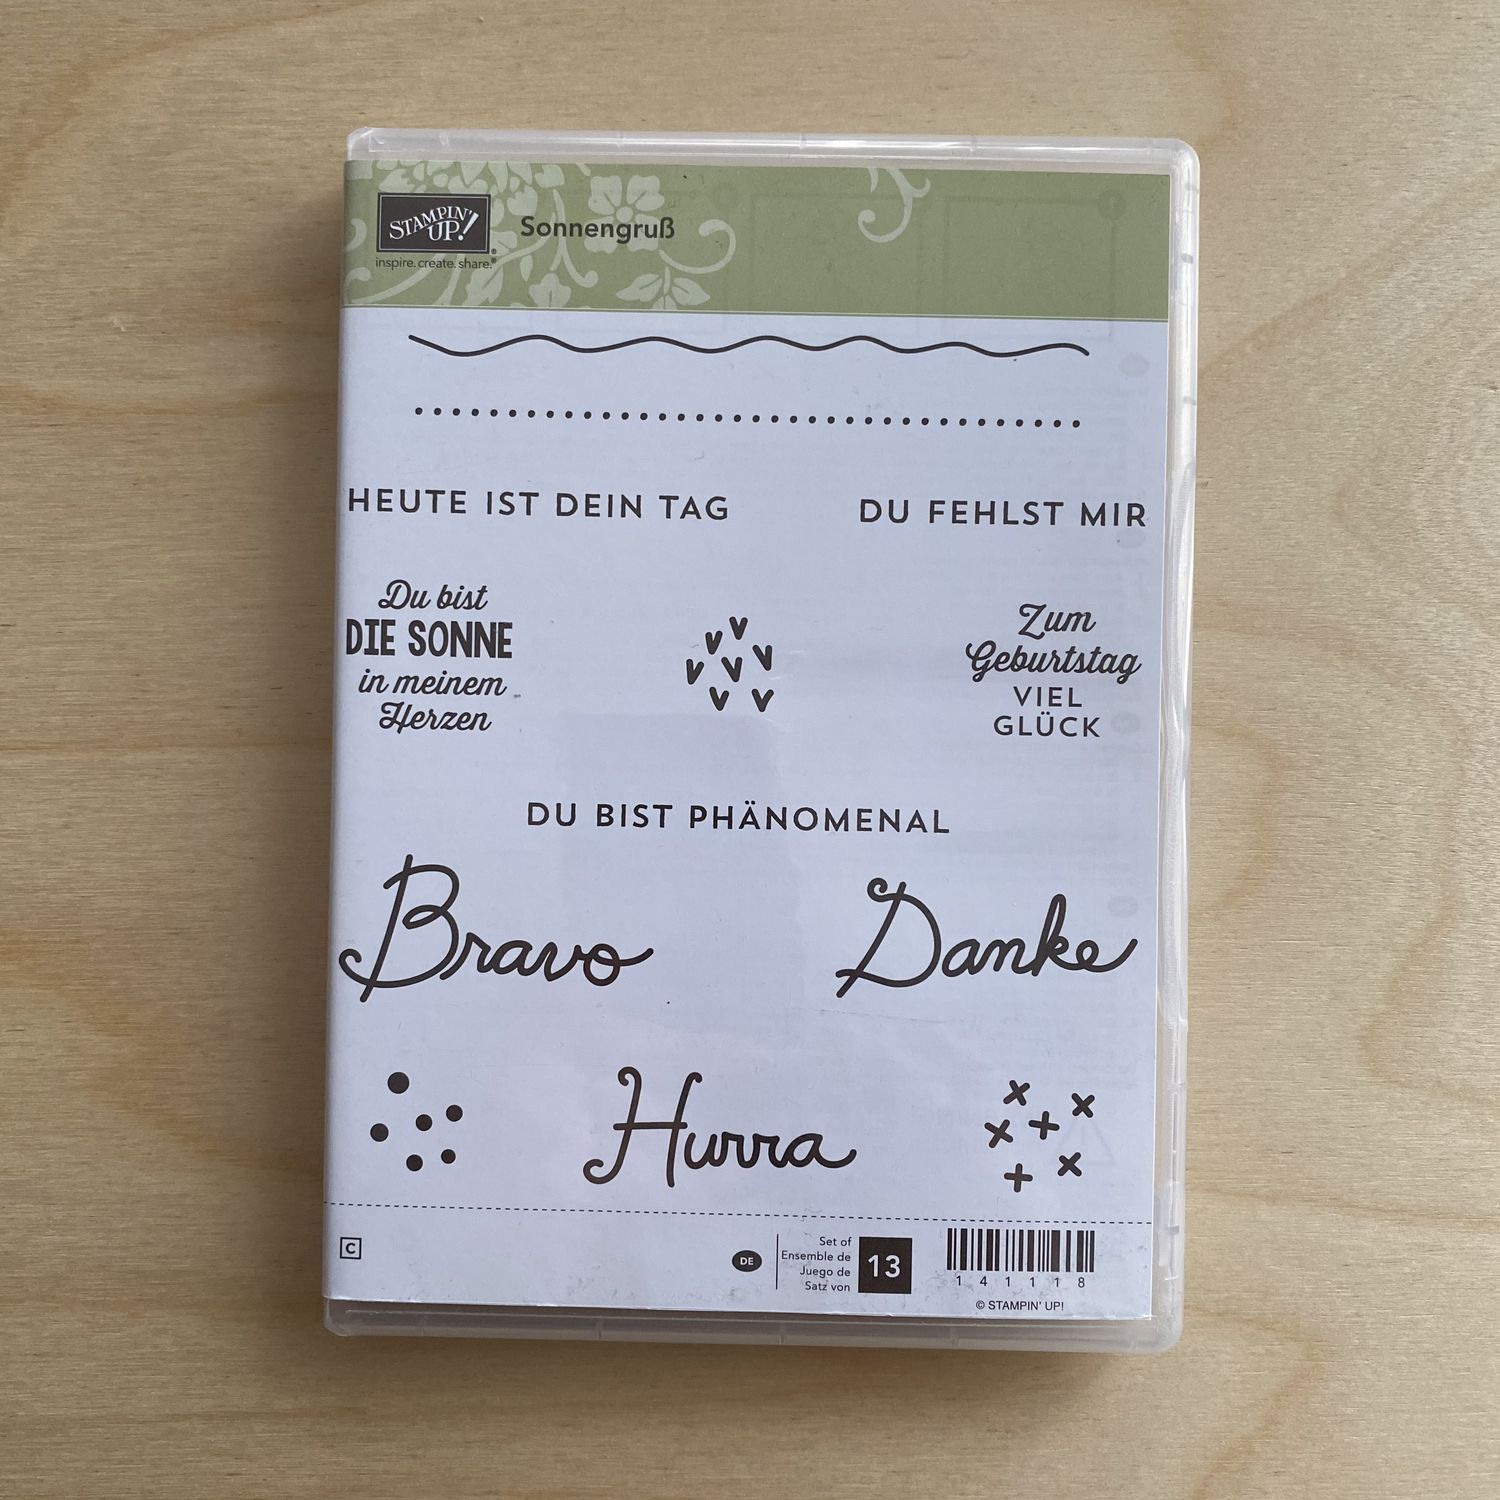 STAMPIN' UP!
inspire. create. share.®
Sonnengruß
HEUTE IST DEIN TAG
DU FEHLST MIR
Du bist
DIE SONNE
in meinem
Herzen
Zum
Geburtstag
VIEL
GLÜCK
DU BIST PHÄNOMENAL
Bravo
Danke
Hurra
C
DE
Set of
Ensemble de
Juego de
Satz von
13
141118
© STAMPIN' UP!